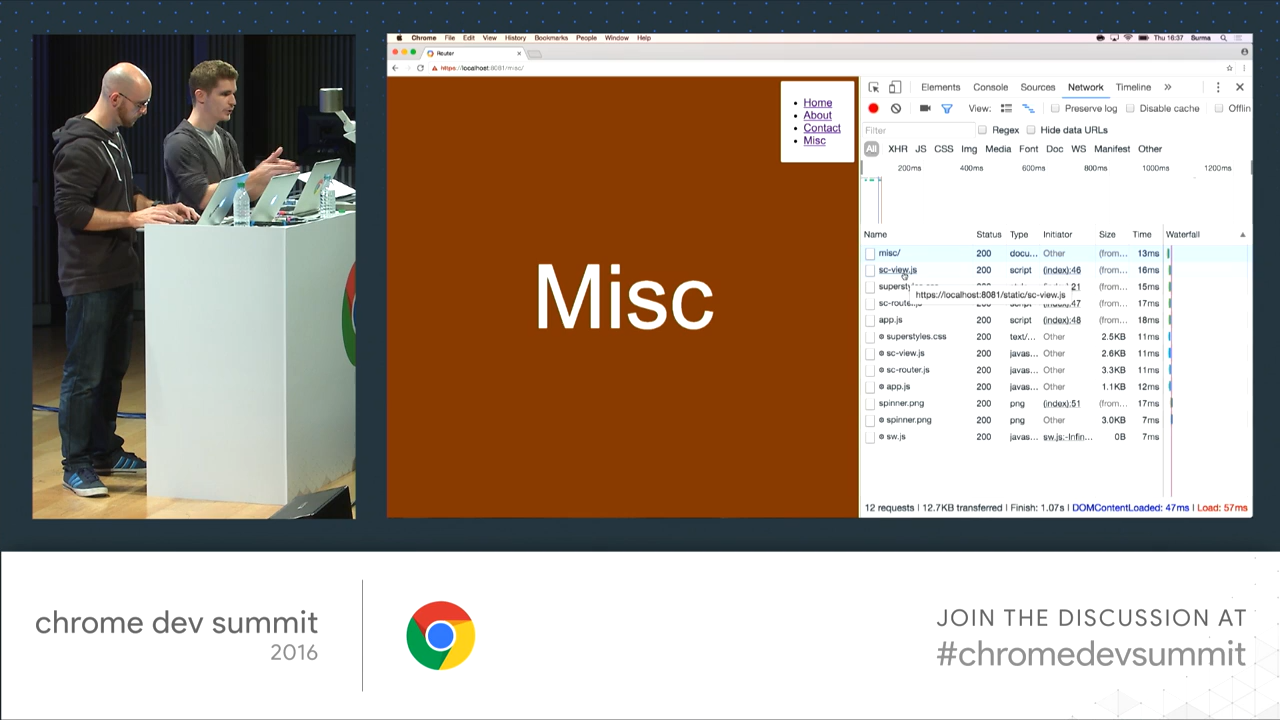 Chrome File Edit View History Bookmarks People Window Help
Thu 16:37 Surma
Router
https://localhost:8081/misc/
Home
About
Contact
Misc
Misc
Elements Console Sources Network Timeline »
View: Preserve log Disable cache Offlin
Filter Regex Hide data URLs
All XHR JS CSS Img Media Font Doc WS Manifest Other
200ms 400ms 600ms 800ms 1000ms 1200ms
Name Status Type Initiator Size Time Waterfall
misc/ 200 docu... Other (from... 13ms
sc-view.js 200 script (index):46 (from... 16ms
https://localhost:8081/static/sc-view.js
:21 (from... 15ms
200 :47 (from... 17ms
app.js 200 script (index):48 (from... 18ms
superstyles.css 200 text/... Other 2.5KB 11ms
sc-view.js 200 javas... Other 2.6KB 11ms
sc-router.js 200 javas... Other 3.3KB 11ms
app.js 200 javas... Other 1.1KB 12ms
spinner.png 200 png (index):51 (from... 17ms
spinner.png 200 png Other 3.0KB 7ms
sw.js 200 javas... sw.js:-Infin... 0B 7ms
12 requests | 12.7KB transferred | Finish: 1.07s | DOMContentLoaded: 47ms | Load: 57ms
chrome dev summit
2016
JOIN THE DISCUSSION AT
#chromedevsummit